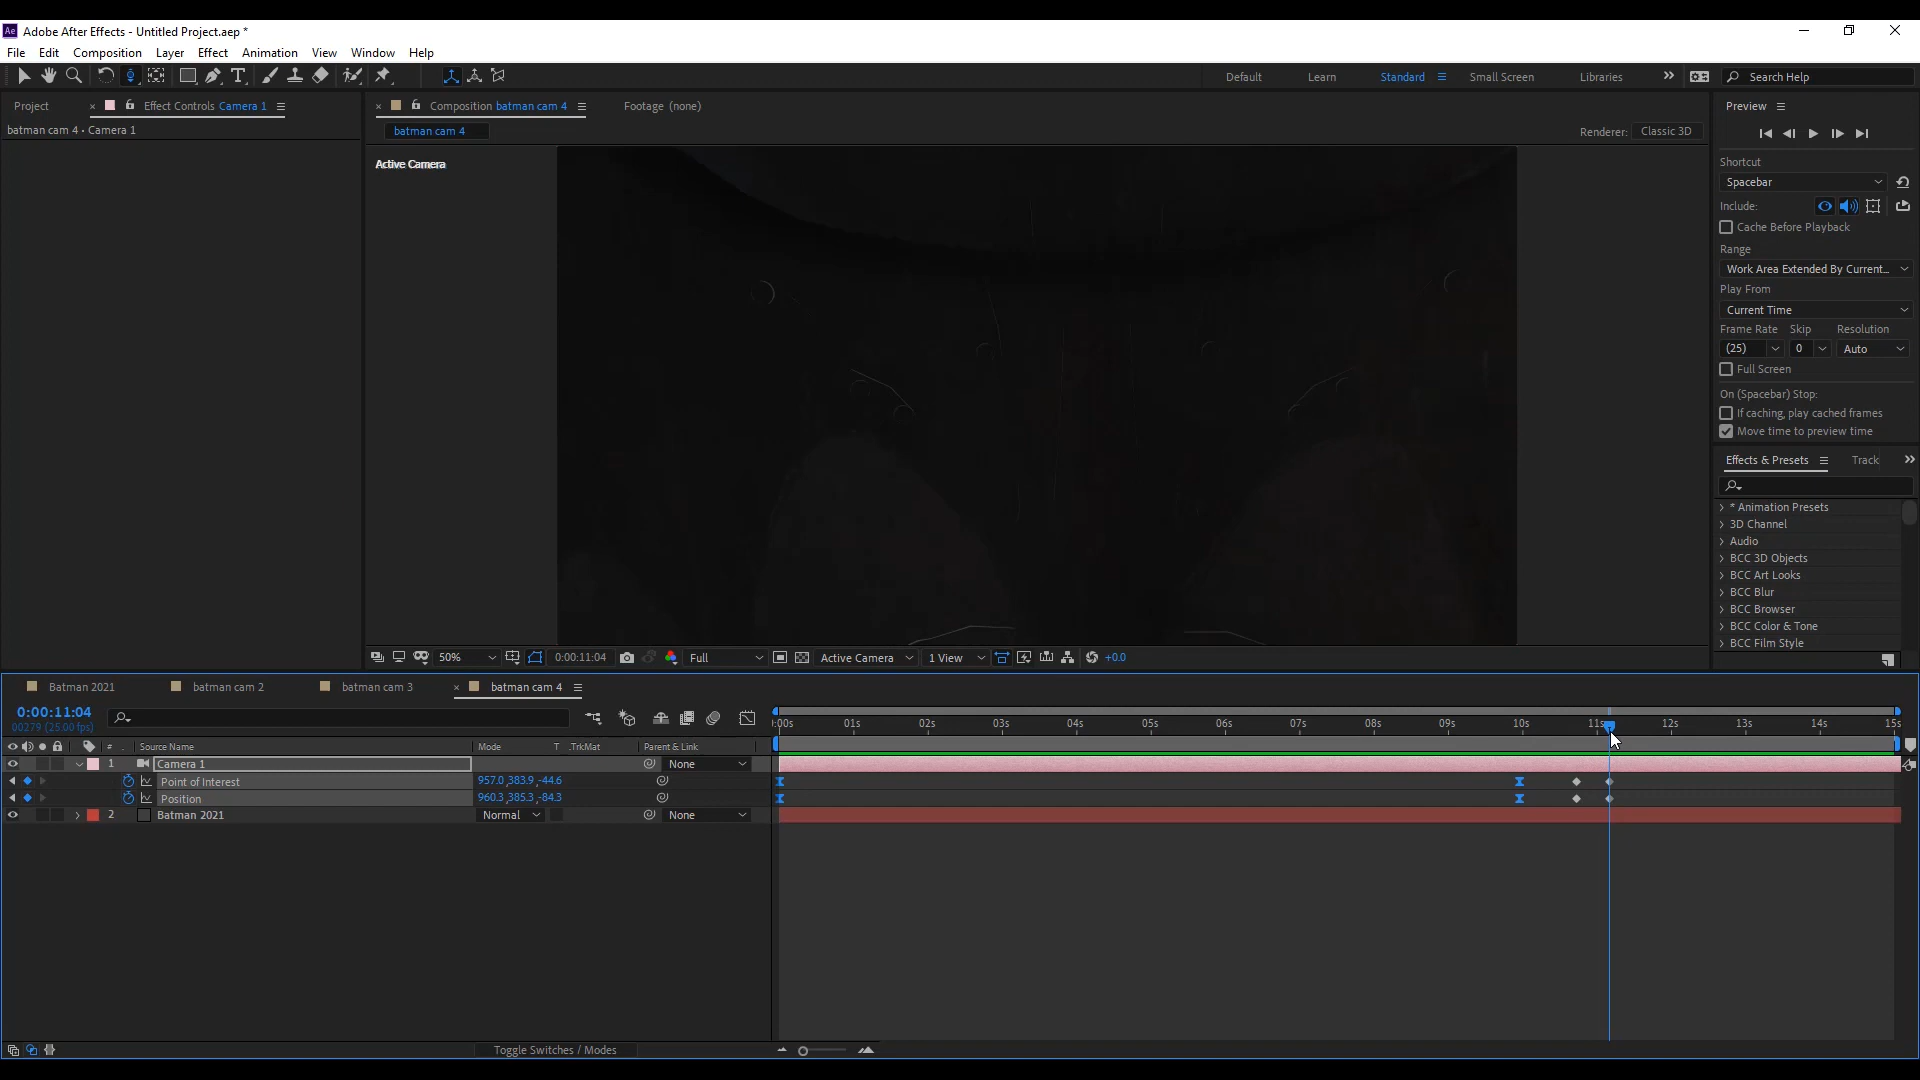 Ae Adobe After Effects - Untitled Project.aep *
File Edit Composition Layer Effect Animation View Window Help
T Default Learn Standard Small Screen Libraries Search Help
Project Effect Controls Camera 1 Composition batman cam 4 Footage (none) Preview
batman cam 4 • Camera 1 batman cam 4 Renderer: Classic 3D
Active Camera
Shortcut
Spacebar
Include:
Cache Before Playback
Range
Work Area Extended By Current...
Play From
Current Time
Frame Rate Skip Resolution
(25) 0 Auto
Full Screen
On (Spacebar) Stop:
If caching, play cached frames
Move time to preview time
Effects & Presets Track
* Animation Presets
3D Channel
Audio
BCC 3D Objects
BCC Art Looks
BCC Blur
BCC Browser
BCC Color & Tone
BCC Film Style
50% 0:00:11:04 Full Active Camera 1 View +0.0
Batman 2021 batman cam 2 batman cam 3 batman cam 4
0:00:11:04
00279 (25.00 fps)
:00s 01s 02s 03s 04s 05s 06s 07s 08s 09s 10s 11s 12s 13s 14s 15s
# Source Name Mode T .TrkMat Parent & Link
1 Camera 1 None
Point of Interest 957.0,383.9,-44.6
Position 960.3,385.3,-84.3
2 Batman 2021 Normal None
Toggle Switches / Modes